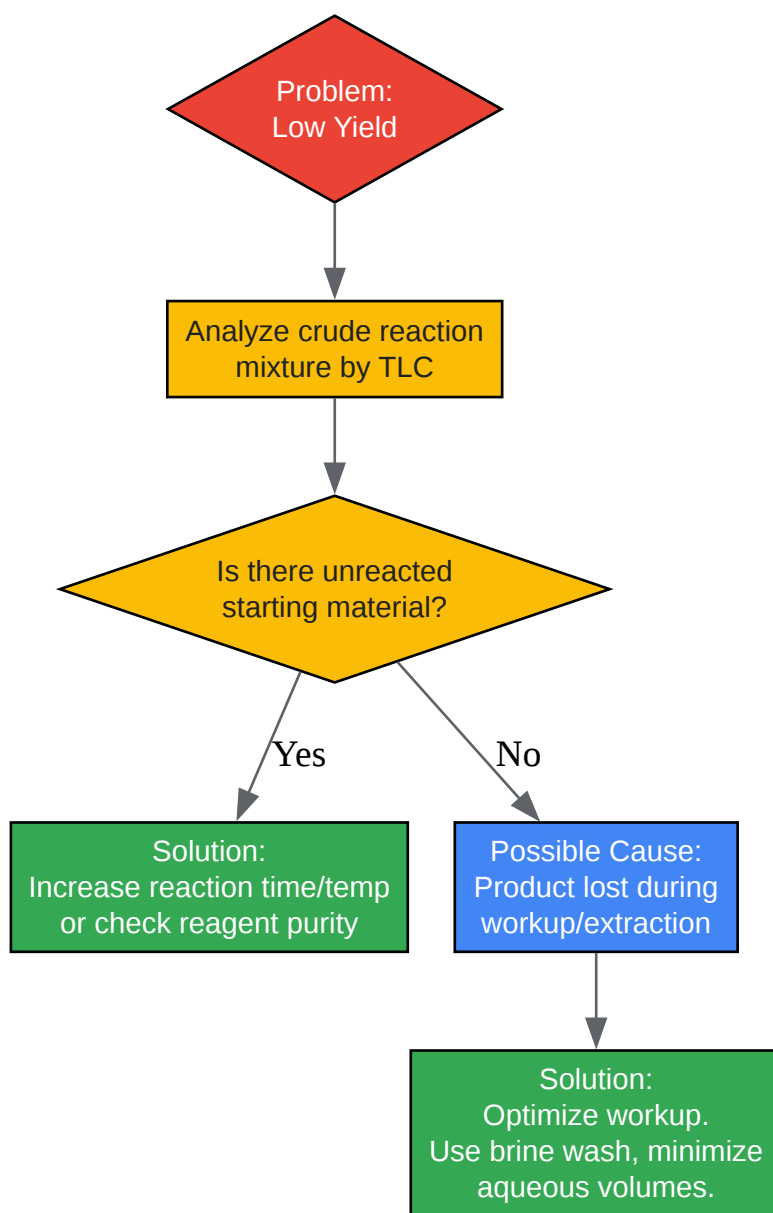 Problem:
Low Yield
Analyze crude reaction
mixture by TLC
Is there unreacted
starting material?
Yes
No
Solution:
Increase reaction time/temp
or check reagent purity
Possible Cause:
Product lost during
workup/extraction
Solution:
Optimize workup.
Use brine wash, minimize
aqueous volumes.